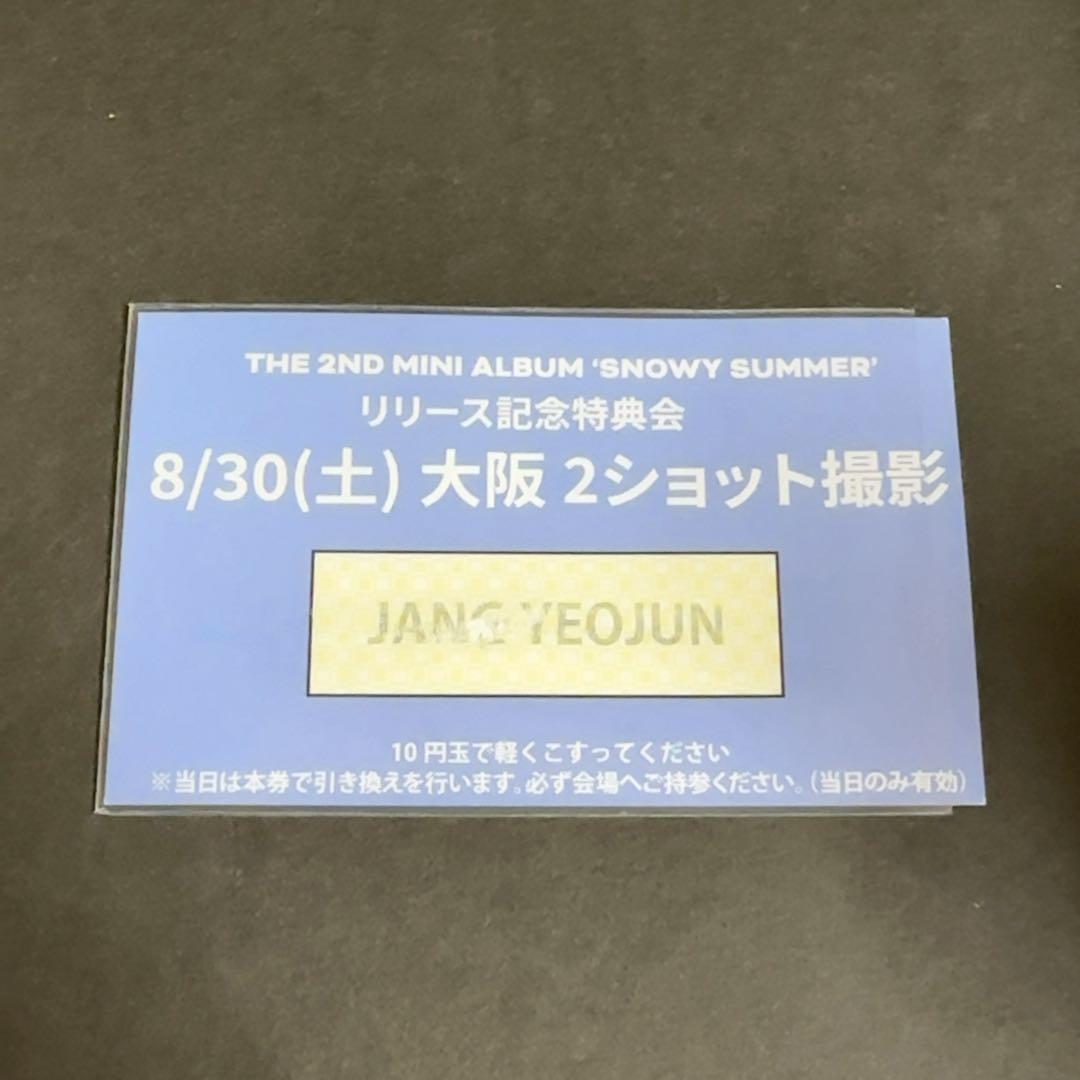 THE 2ND MINI ALBUM ‘SNOWY SUMMER’
リリース記念特典会
8/30(土) 大阪 2ショット撮影
JANG YEOJUN
10 円玉で軽くこすってください
※当日は本券で引き換えを行います。必ず会場へご持参ください。(当日のみ有効)